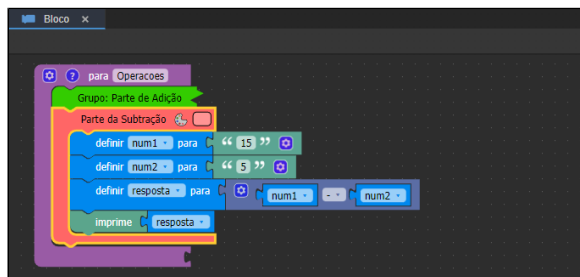 Bloco ×
? para Operacoes
Grupo: Parte de Adição
Parte da Subtração
definir num1 para “ 15 ”
definir num2 para “ 5 ”
definir resposta para num1 - num2
imprime resposta